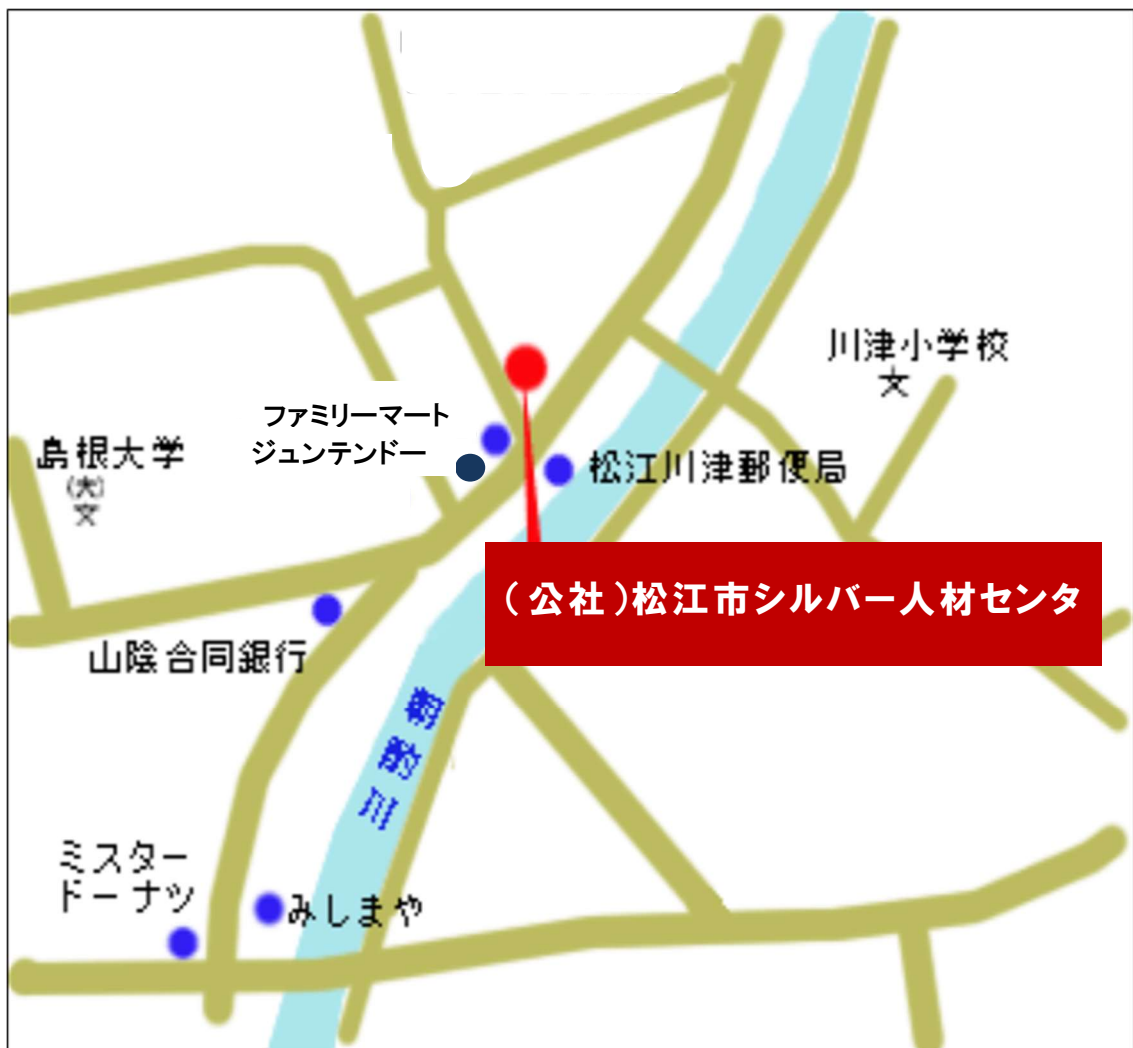 川津小学校
文
ファミリーマート
ジュンテンドー
島根大学
(大)
文
松江川津郵便局
(公社)松江市シルバー人材センタ
山陰合同銀行
朝酌川
ミスター
ドーナツ
みしまや